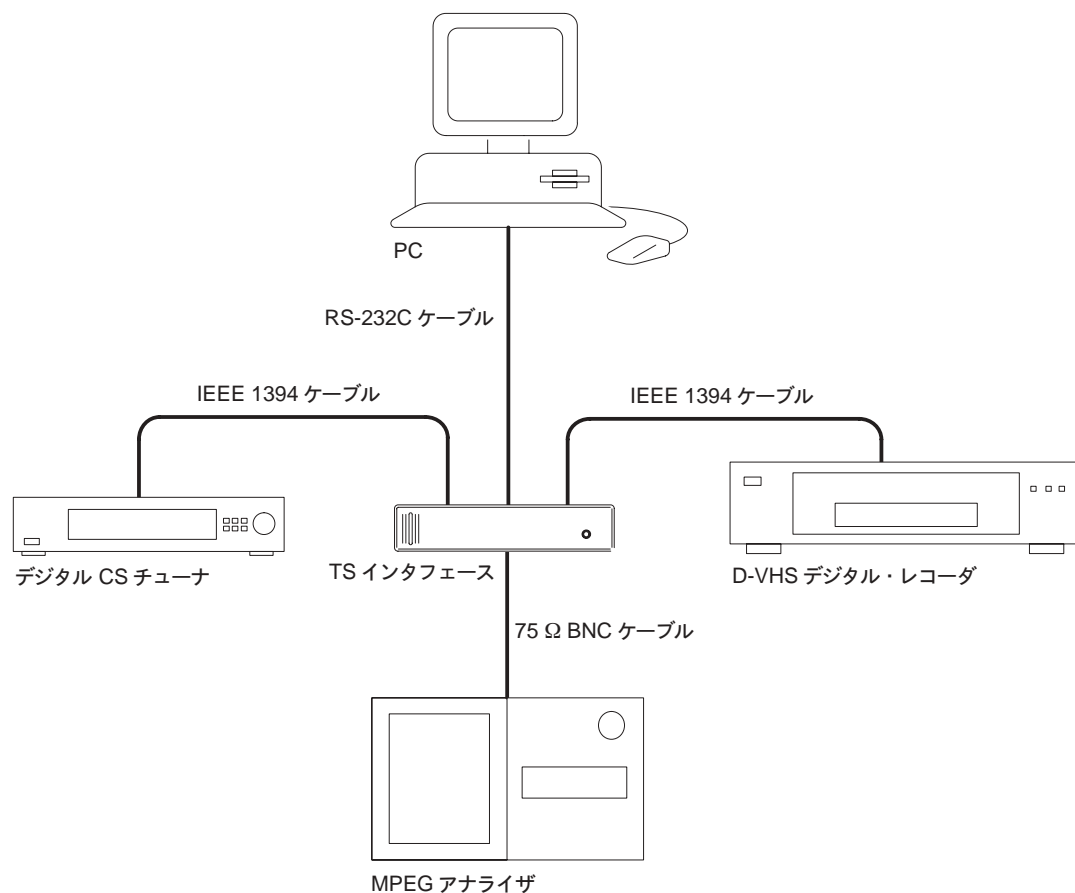 PC
RS-232C ケーブル
IEEE 1394 ケーブル
IEEE 1394 ケーブル
デジタル CS チューナ
TS インタフェース
D-VHS デジタル・レコーダ
75 Ω BNC ケーブル
MPEG アナライザ